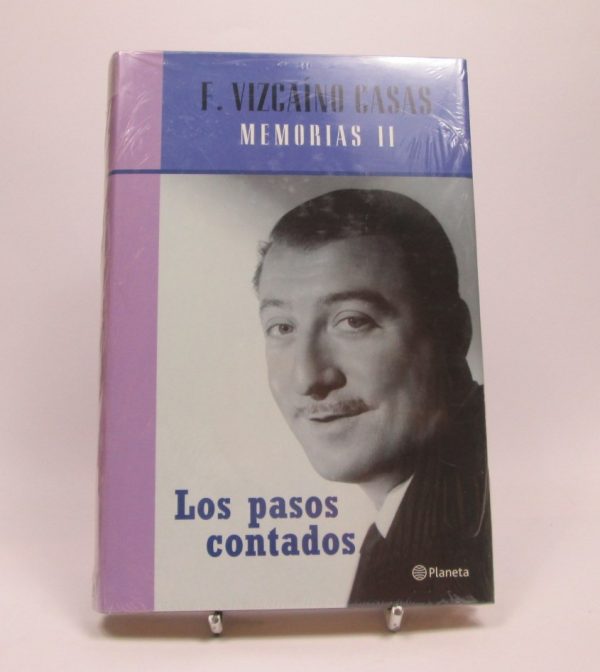 F. VIZCAÍNO CASAS
MEMORIAS II
Los pasos
contados
Planeta